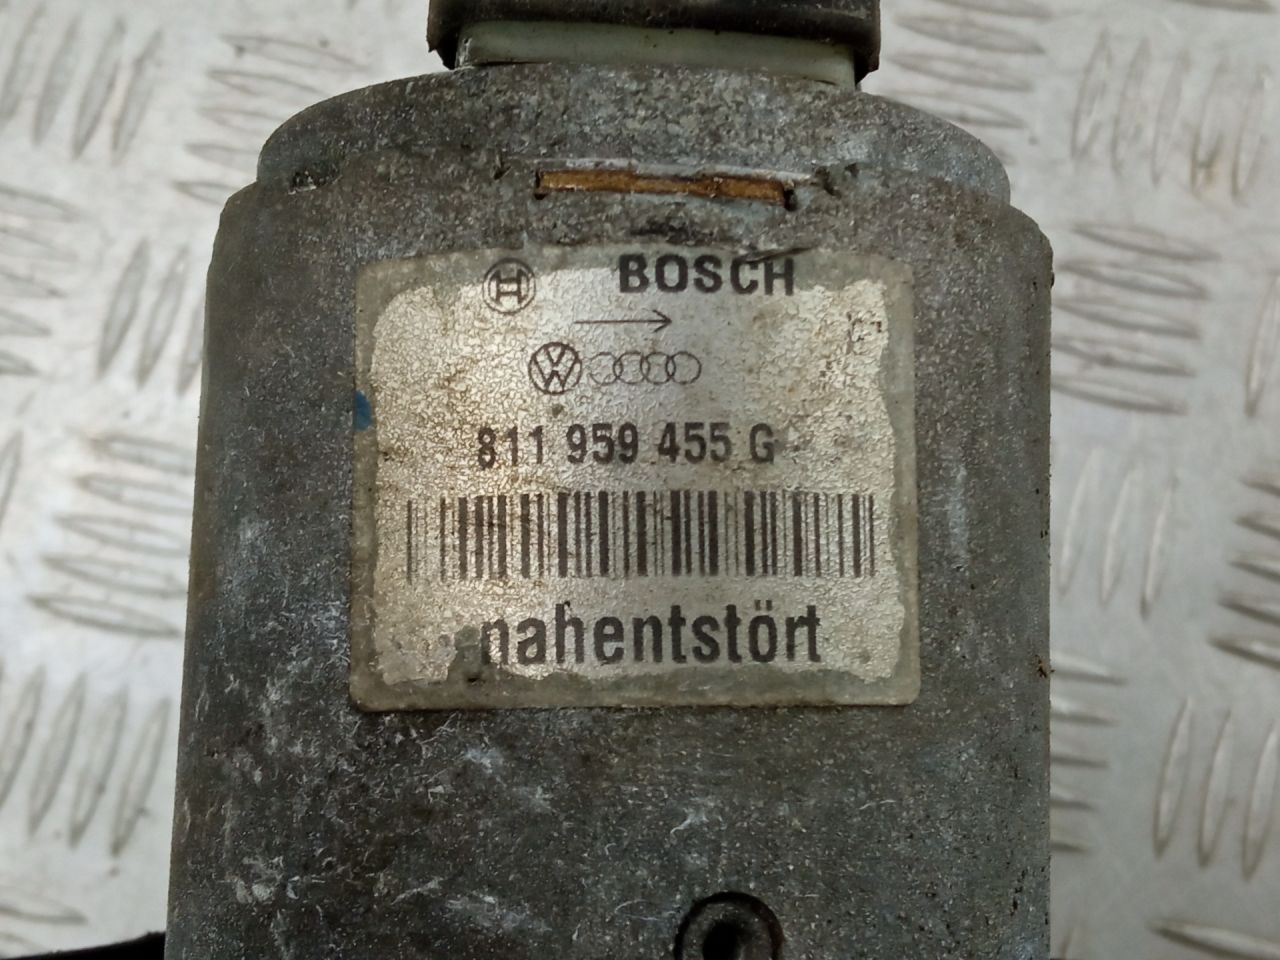 BOSCH
811 959 455 G
nahentstört